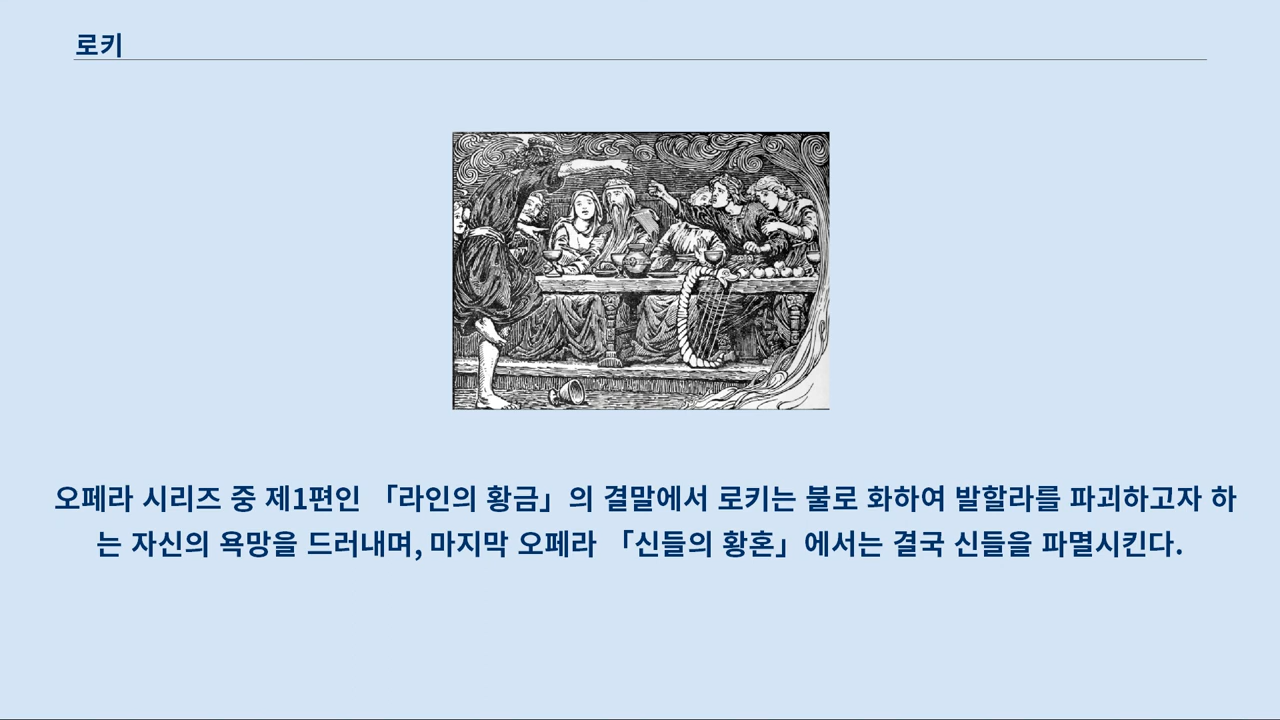 로키
오페라 시리즈 중 제1편인 「라인의 황금」의 결말에서 로키는 불로 화하여 발할라를 파괴하고자 하
는 자신의 욕망을 드러내며, 마지막 오페라 「신들의 황혼」에서는 결국 신들을 파멸시킨다.